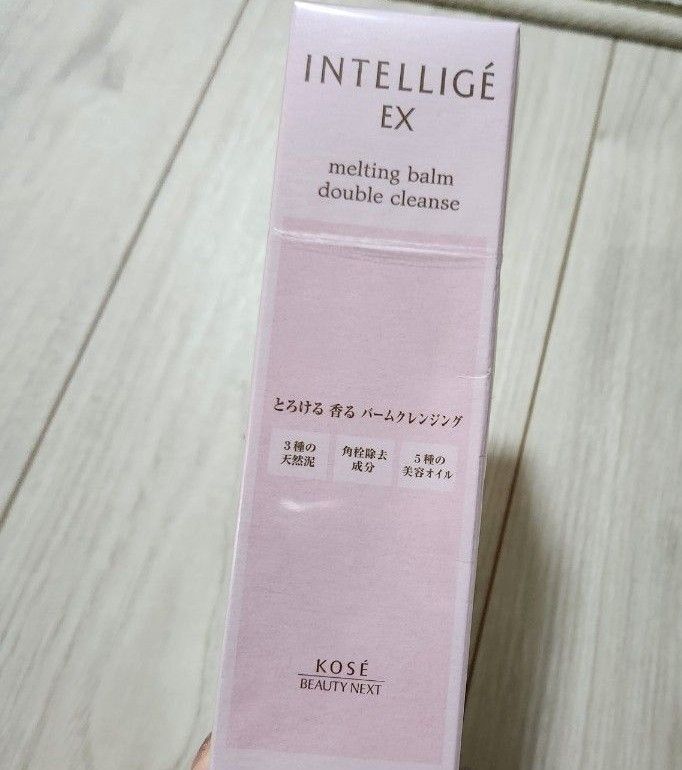 INTELLIGÉ
EX
melting balm
double cleanse
とろける 香る バームクレンジング
3種の
天然泥
角栓除去
成分
5種の
美容オイル
KOSÉ
BEAUTY NEXT